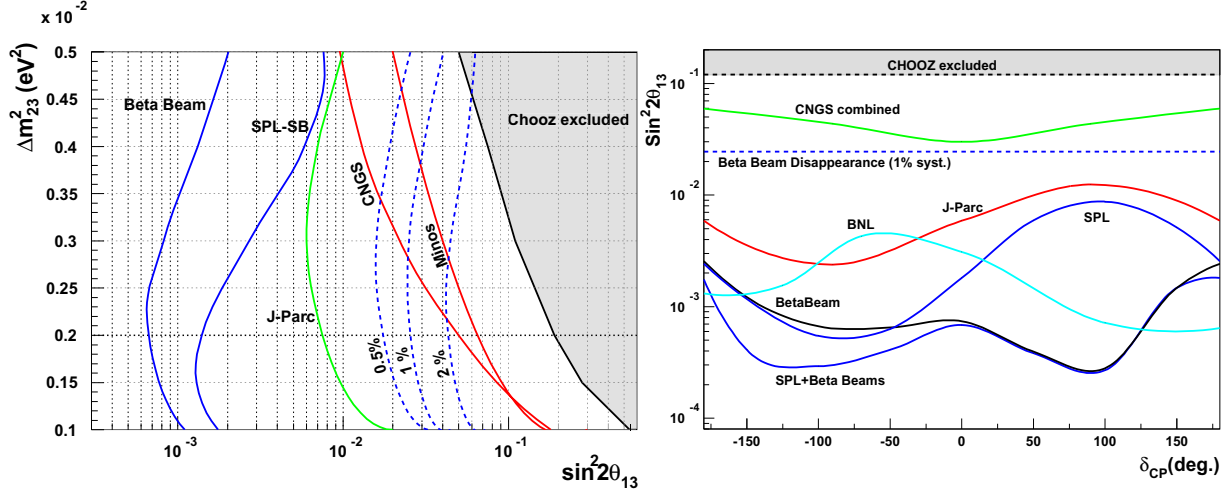 x 10⁻²
Δm²₂₃ (eV²)
0.5
0.45
0.4
0.35
0.3
0.25
0.2
0.15
0.1
Beta Beam
SPL-SB
CNGS
Minos
J-Parc
0.5%
1 %
2.%
Chooz excluded
10⁻³
10⁻²
10⁻¹
sin²2θ₁₃
Sin²2θ₁₃
10⁻¹
10⁻²
10⁻³
10⁻⁴
CHOOZ excluded
CNGS combined
Beta Beam Disappearance (1% syst.)
J-Parc
SPL
BNL
BetaBeam
SPL+Beta Beams
-150
-100
-50
0
50
100
150
δCP(deg.)